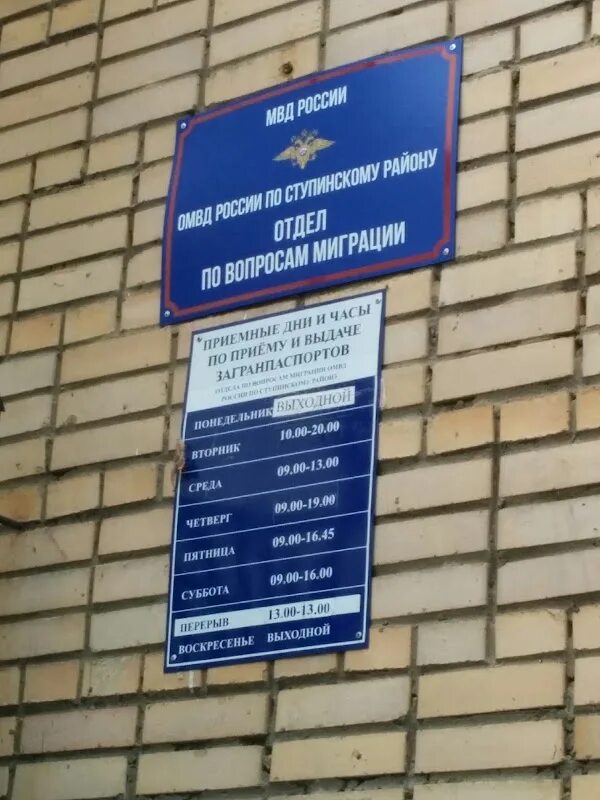 МВД РОССИИ
ОМВД РОССИИ ПО СТУПИНСКОМУ РАЙОНУ
ОТДЕЛ
ПО ВОПРОСАМ МИГРАЦИИ
ПРИЕМНЫЕ ДНИ И ЧАСЫ
ПО ПРИЁМУ И ВЫДАЧЕ
ЗАГРАНПАСПОРТОВ
ОТДЕЛА ПО ВОПРОСАМ МИГРАЦИИ ОМВД
РОССИИ ПО СТУПИНСКОМУ РАЙОНУ
ПОНЕДЕЛЬНИК ВЫХОДНОЙ
ВТОРНИК 10.00-20.00
СРЕДА 09.00-13.00
ЧЕТВЕРГ 09.00-19.00
ПЯТНИЦА 09.00-16.45
СУББОТА 09.00-16.00
ПЕРЕРЫВ 13.00-13.00
ВОСКРЕСЕНЬЕ ВЫХОДНОЙ